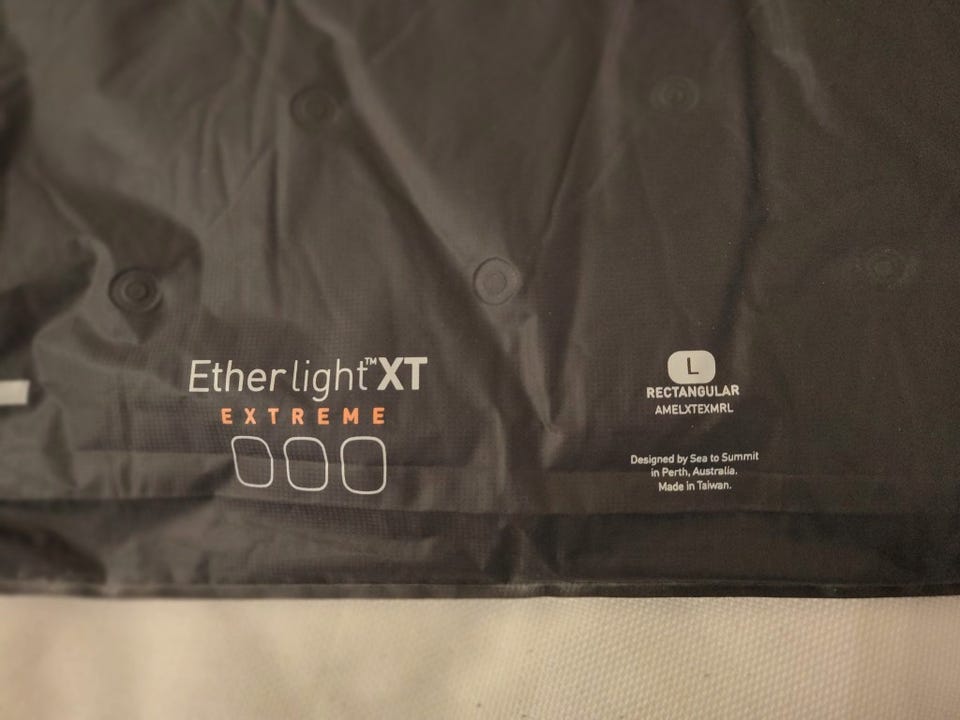 Etherlight™XT
EXTREME
L
RECTANGULAR
AMELXTEXMRL
Designed by Sea to Summit
in Perth, Australia.
Made in Taiwan.